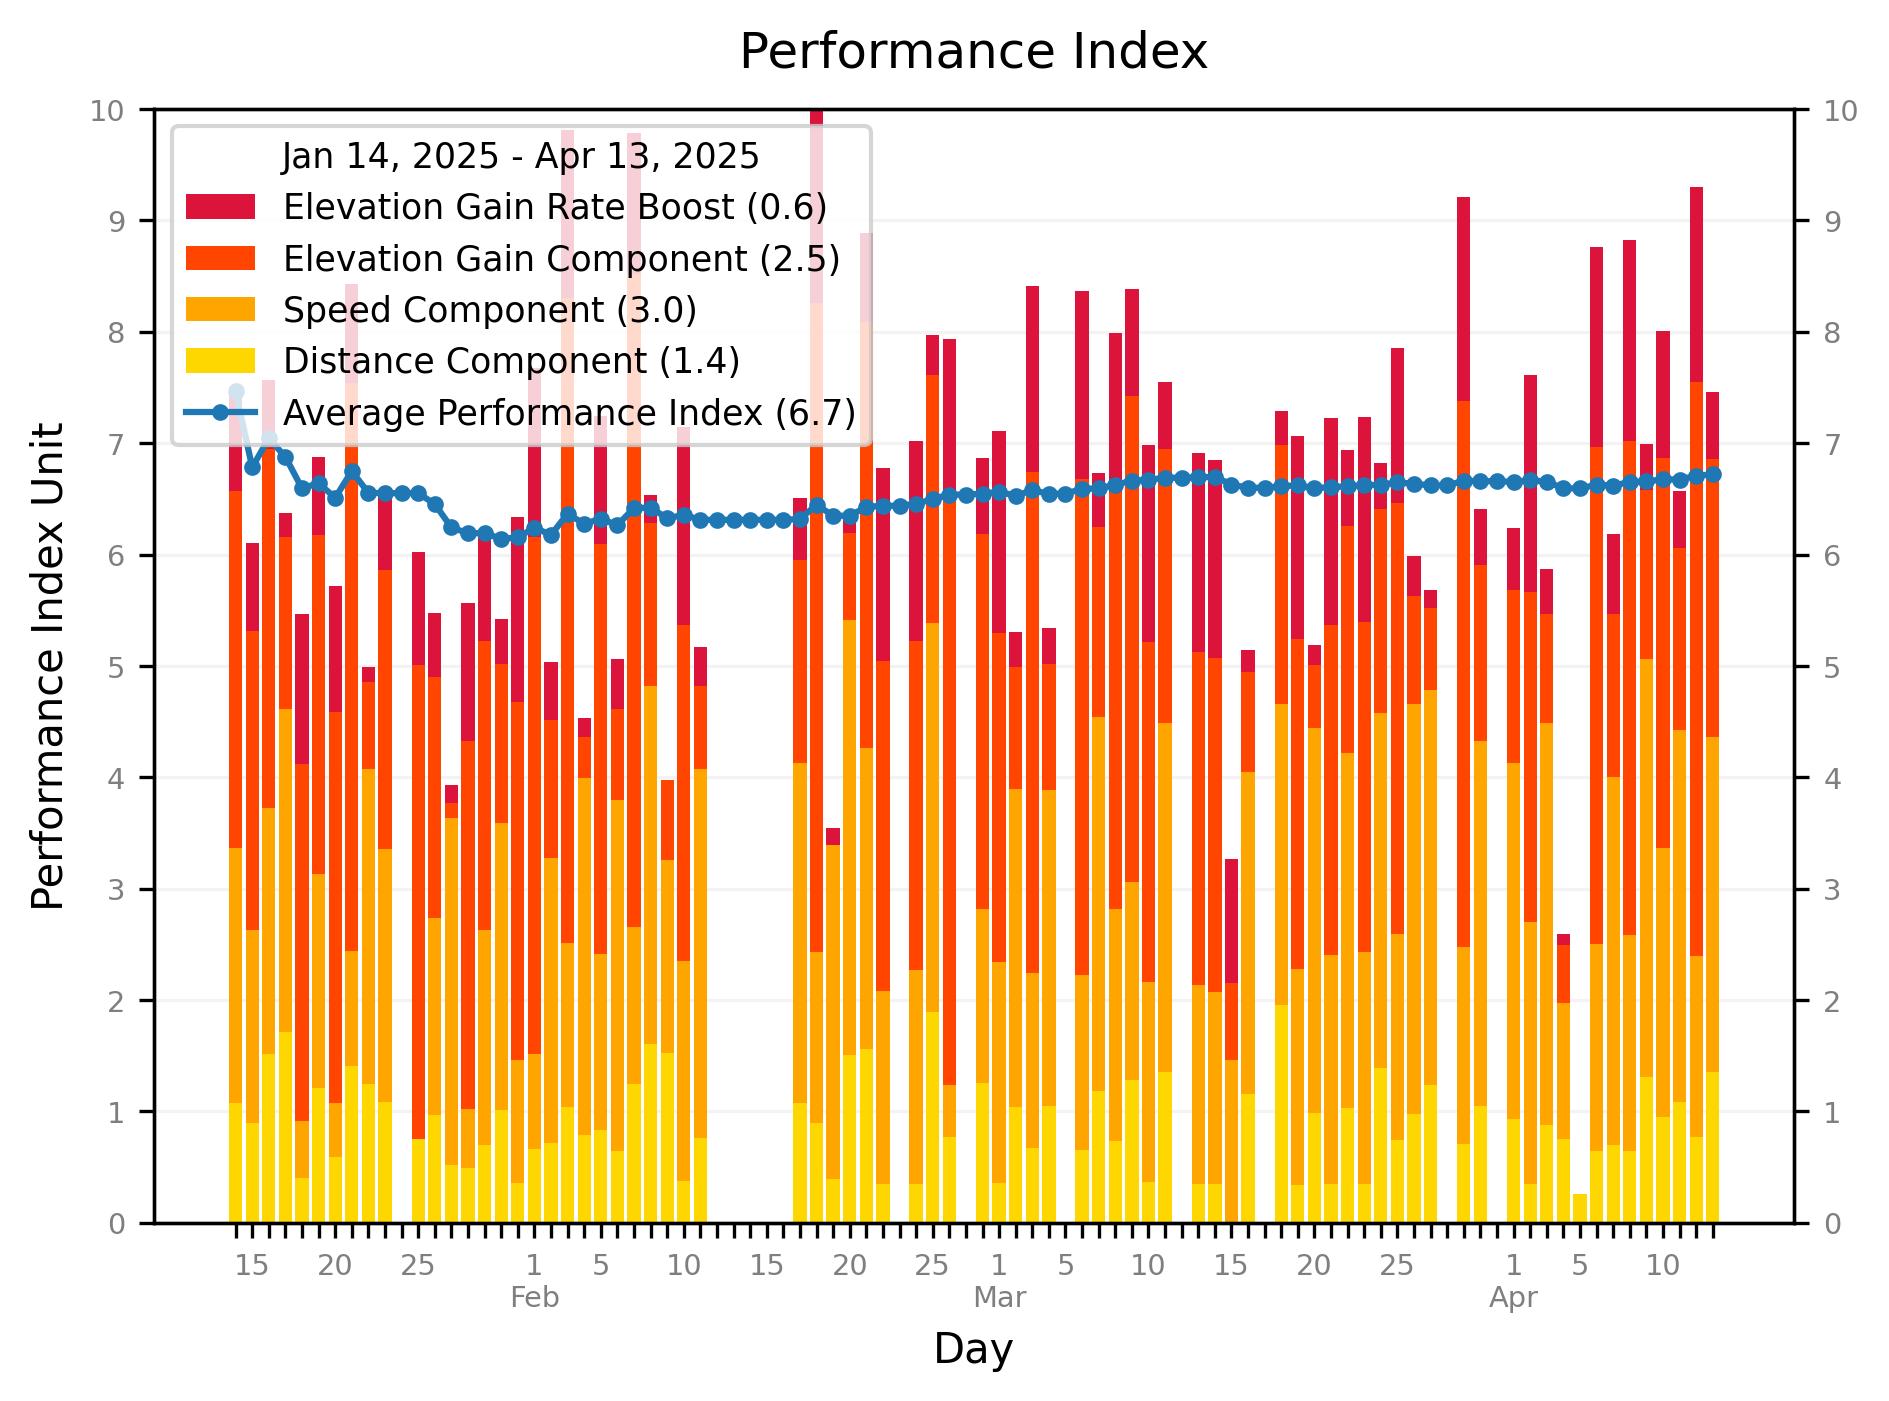 Performance Index
Jan 14, 2025 - Apr 13, 2025
Elevation Gain Rate Boost (0.6)
Elevation Gain Component (2.5)
Speed Component (3.0)
Distance Component (1.4)
Average Performance Index (6.7)
Performance Index Unit
10
9
8
7
6
5
4
3
2
1
0
10
9
8
7
6
5
4
3
2
1
0
15 20 25 1 5 10 15 20 25 1 5 10 15 20 25 1 5 10
Feb Mar Apr
Day